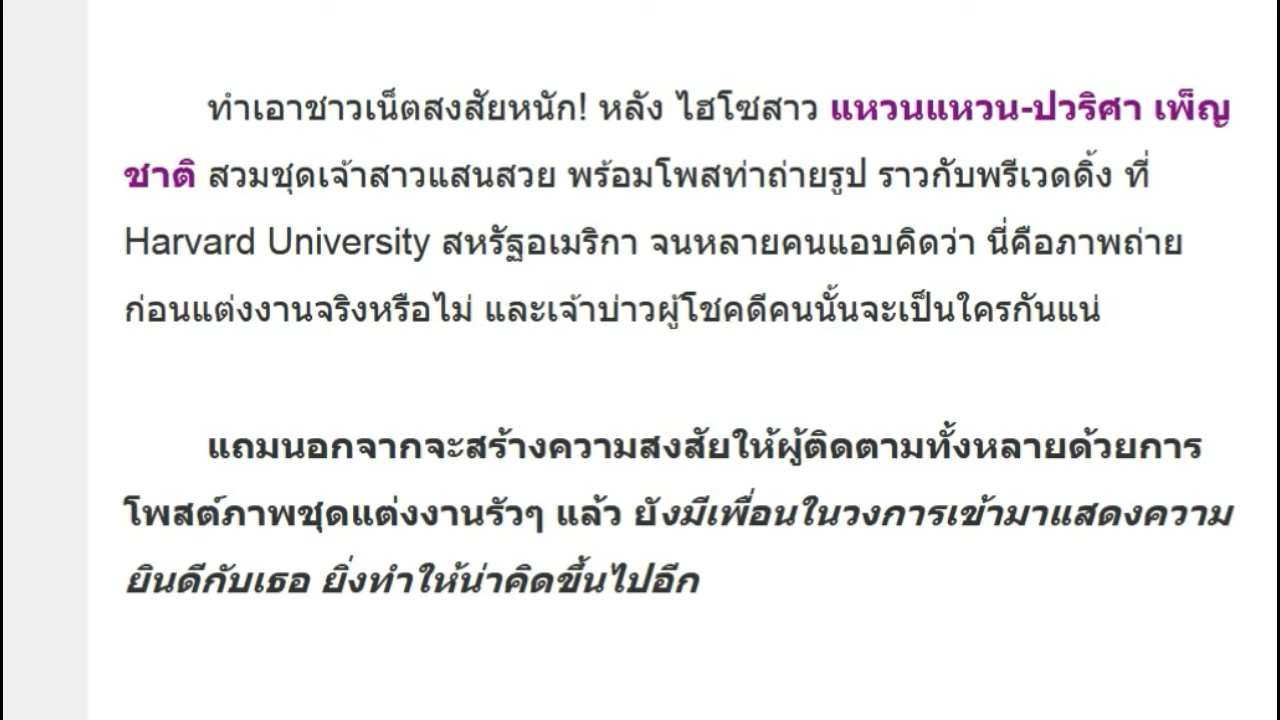 ทำเอาชาวเน็ตสงสัยหนัก! หลัง ไฮโซสาว แหวนแหวน-ปวริศา เพ็ญ
ชาติ สวมชุดเจ้าสาวแสนสวย พร้อมโพสท่าถ่ายรูป ราวกับพรีเวดดิ้ง ที่
Harvard University สหรัฐอเมริกา จนหลายคนแอบคิดว่า นี่คือภาพถ่าย
ก่อนแต่งงานจริงหรือไม่ และเจ้าบ่าวผู้โชคดีคนนั้นจะเป็นใครกันแน่
แถมนอกจากจะสร้างความสงสัยให้ผู้ติดตามทั้งหลายด้วยการ
โพสต์ภาพชุดแต่งงานรัวๆ แล้ว ยังมีเพื่อนในวงการเข้ามาแสดงความ
ยินดีกับเธอ ยิ่งทำให้น่าคิดขึ้นไปอีก